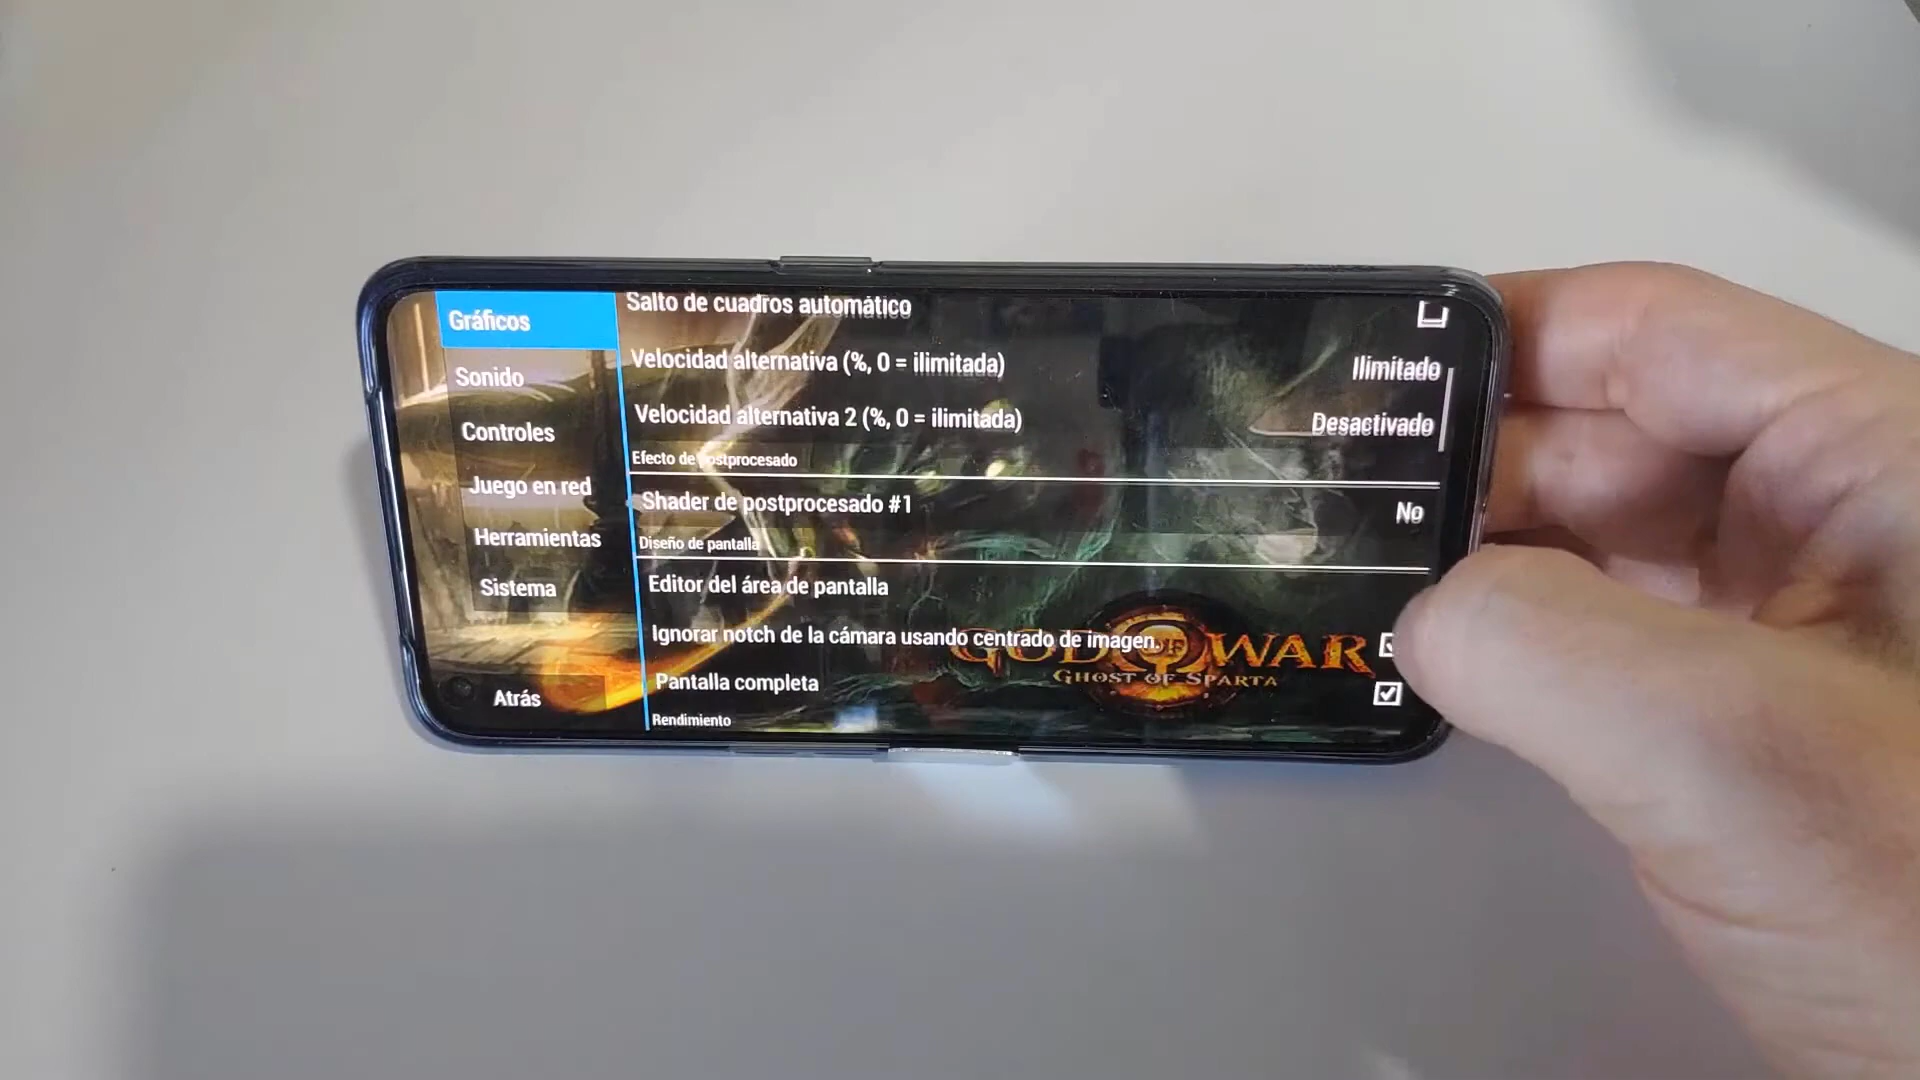 Gráficos
Sonido
Controles
Juego en red
Herramientas
Sistema
Atrás
Salto de cuadros automático
Velocidad alternativa (%, 0 = ilimitada) Ilimitado
Velocidad alternativa 2 (%, 0 = ilimitada) Desactivado
Efecto de postprocesado
Shader de postprocesado #1 No
Diseño de pantalla
Editor del área de pantalla
Ignorar notch de la cámara usando centrado de imagen.
Pantalla completa
Rendimiento
GOD OF WAR
GHOST OF SPARTA